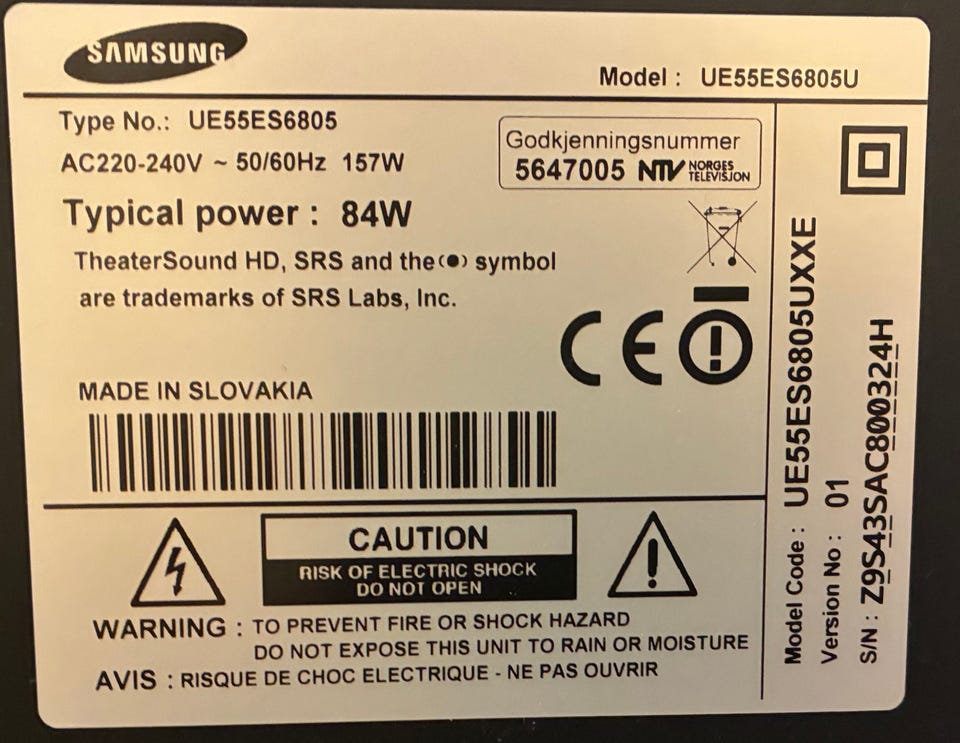 SAMSUNG
Model : UE55ES6805U
Type No.: UE55ES6805
AC220-240V ~ 50/60Hz 157W
Typical power : 84W
Godkjenningsnummer
5647005 NTV NORGES TELEVISJON
TheaterSound HD, SRS and the (●) symbol
are trademarks of SRS Labs, Inc.
CE
MADE IN SLOVAKIA
CAUTION
RISK OF ELECTRIC SHOCK
DO NOT OPEN
WARNING : TO PREVENT FIRE OR SHOCK HAZARD
DO NOT EXPOSE THIS UNIT TO RAIN OR MOISTURE
AVIS : RISQUE DE CHOC ELECTRIQUE - NE PAS OUVRIR
Model Code : UE55ES6805UXXE
Version No : 01
S/N : Z9S43SAC800324H